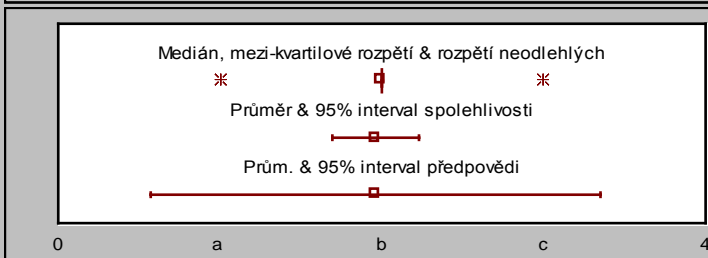 Medián, mezi-kvartilové rozpětí & rozpětí neodlehlých
Průměr & 95% interval spolehlivosti
Prům. & 95% interval předpovědi
0 a b c 4